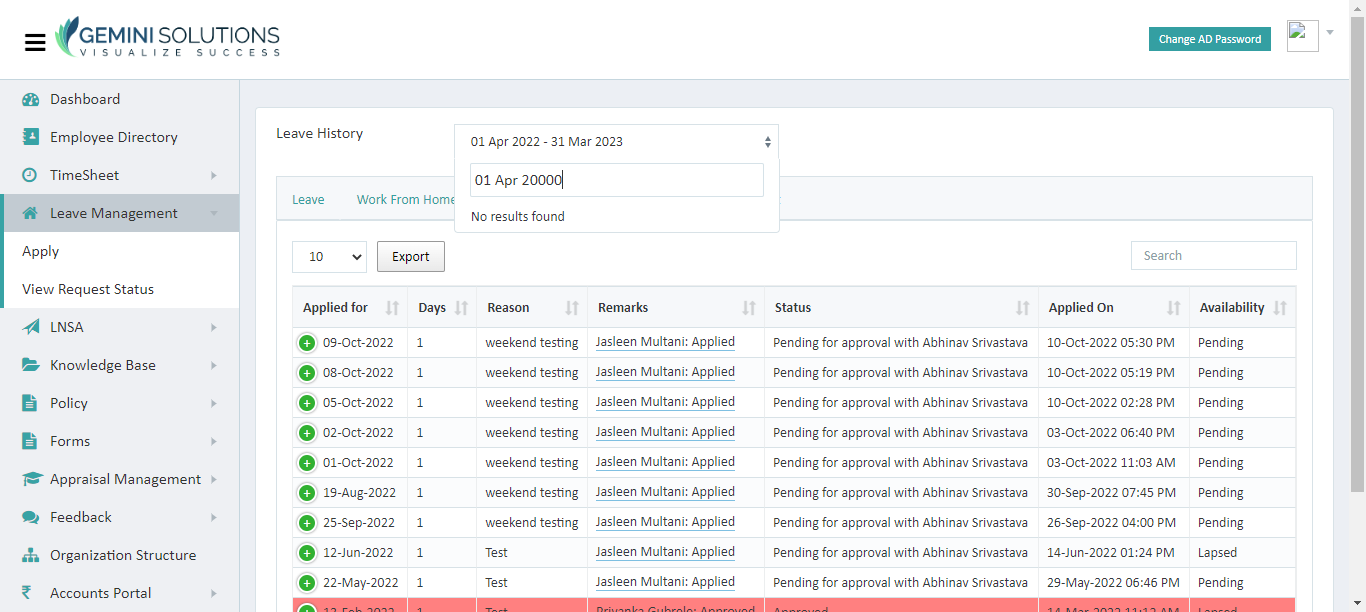 GEMINI SOLUTIONS
VISUALIZE SUCCESS
Change AD Password
Dashboard
Employee Directory
TimeSheet
Leave Management
Apply
View Request Status
LNSA
Knowledge Base
Policy
Forms
Appraisal Management
Feedback
Organization Structure
₹ Accounts Portal
Leave History
01 Apr 2022 - 31 Mar 2023
01 Apr 20000
No results found
Leave Work From Home
10 Export Search
Applied for Days Reason Remarks Status Applied On Availability
09-Oct-2022 1 weekend testing Jasleen Multani: Applied Pending for approval with Abhinav Srivastava 10-Oct-2022 05:30 PM Pending
08-Oct-2022 1 weekend testing Jasleen Multani: Applied Pending for approval with Abhinav Srivastava 10-Oct-2022 05:19 PM Pending
05-Oct-2022 1 weekend testing Jasleen Multani: Applied Pending for approval with Abhinav Srivastava 10-Oct-2022 02:28 PM Pending
02-Oct-2022 1 weekend testing Jasleen Multani: Applied Pending for approval with Abhinav Srivastava 03-Oct-2022 06:40 PM Pending
01-Oct-2022 1 weekend testing Jasleen Multani: Applied Pending for approval with Abhinav Srivastava 03-Oct-2022 11:03 AM Pending
19-Aug-2022 1 weekend testing Jasleen Multani: Applied Pending for approval with Abhinav Srivastava 30-Sep-2022 07:45 PM Pending
25-Sep-2022 1 weekend testing Jasleen Multani: Applied Pending for approval with Abhinav Srivastava 26-Sep-2022 04:00 PM Pending
12-Jun-2022 1 Test Jasleen Multani: Applied Pending for approval with Abhinav Srivastava 14-Jun-2022 01:24 PM Lapsed
22-May-2022 1 Test Jasleen Multani: Applied Pending for approval with Abhinav Srivastava 29-May-2022 06:46 PM Pending
1 Test Approved Lapsed